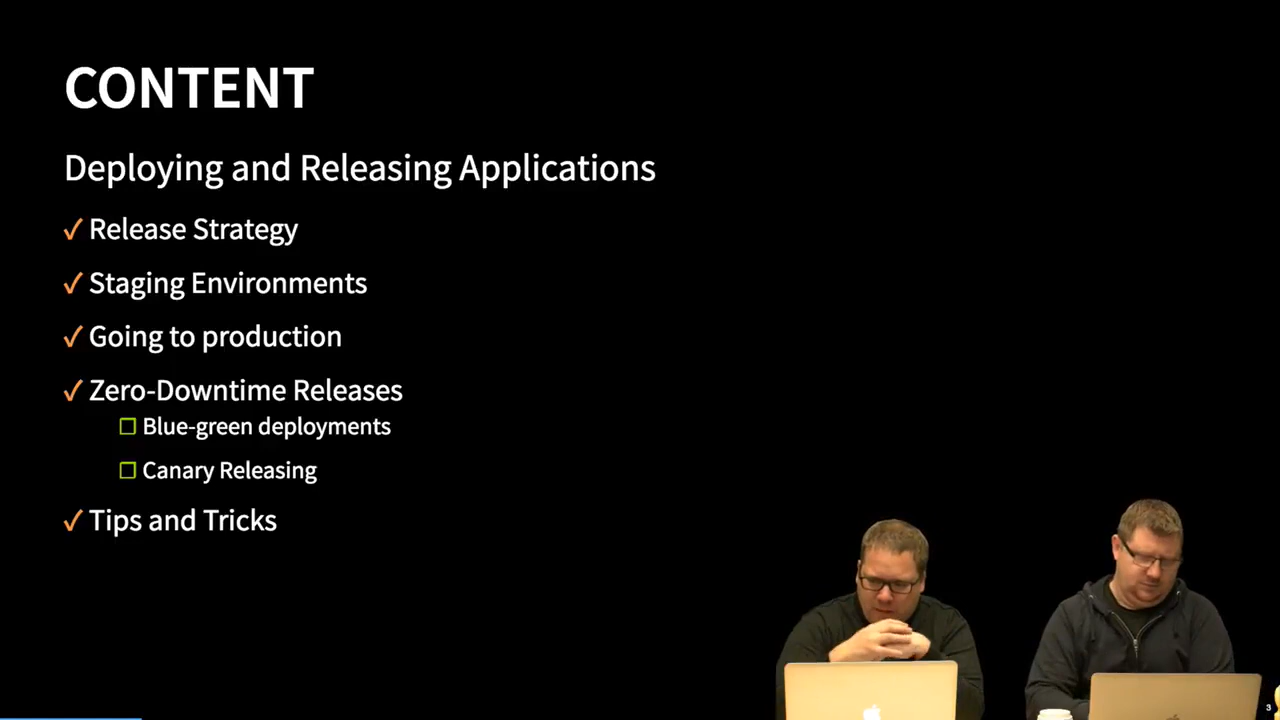 CONTENT
Deploying and Releasing Applications
✓ Release Strategy
✓ Staging Environments
✓ Going to production
✓ Zero-Downtime Releases
☐ Blue-green deployments
☐ Canary Releasing
✓ Tips and Tricks
3